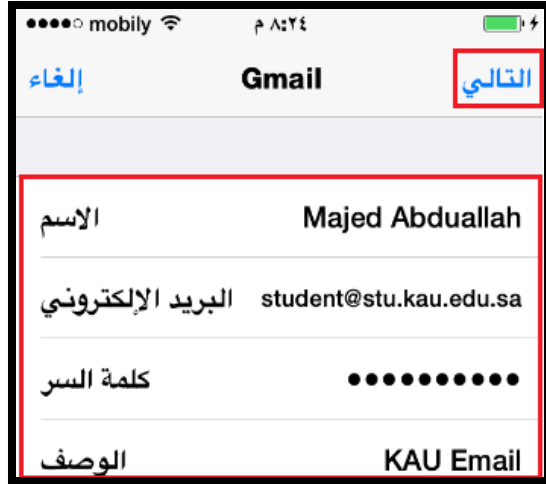 mobily ٨:٢٤ م
إلغاء Gmail التالي
الاسم Majed Abduallah
البريد الإلكتروني student@stu.kau.edu.sa
كلمة السر ●●●●●●●●●●
الوصف KAU Email